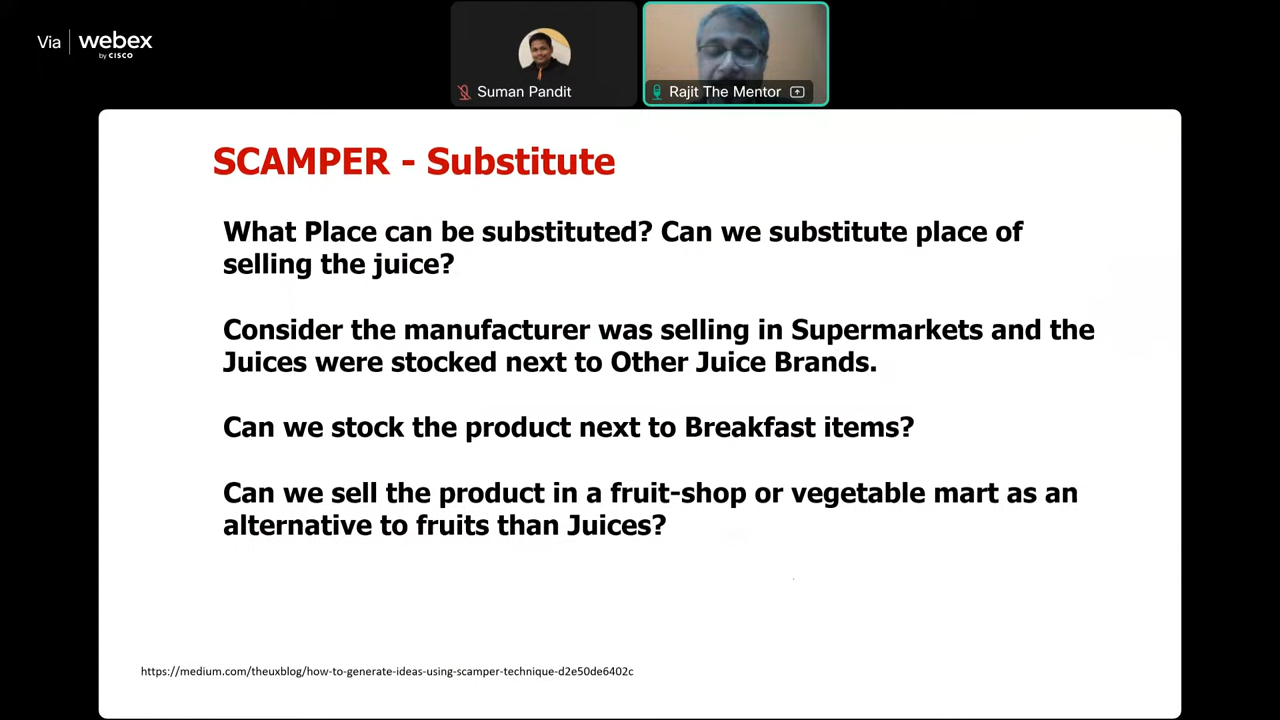 Via webex
by CISCO
Suman Pandit
Rajit The Mentor
SCAMPER - Substitute
What Place can be substituted? Can we substitute place of
selling the juice?
Consider the manufacturer was selling in Supermarkets and the
Juices were stocked next to Other Juice Brands.
Can we stock the product next to Breakfast items?
Can we sell the product in a fruit-shop or vegetable mart as an
alternative to fruits than Juices?
https://medium.com/theuxblog/how-to-generate-ideas-using-scamper-technique-d2e50de6402c